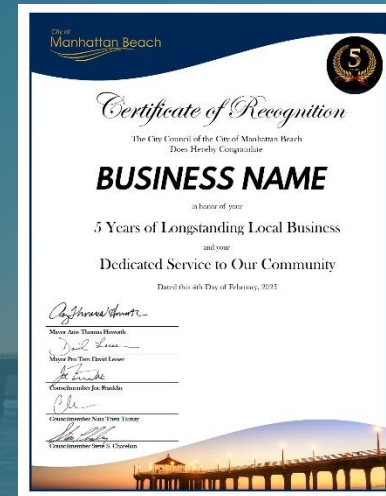 City of
Manhattan Beach
5
Certificate of Recognition
The City Council of the City of Manhattan Beach
Does Hereby Congratulate
BUSINESS NAME
in honor of your
5 Years of Longstanding Local Business
and your
Dedicated Service to Our Community
Dated this 4th Day of February, 2025
Mayor Amy Thomas Howorth
Mayor Pro Tem David Lesser
Councilmember Joe Franklin
Councilmember Nina Tarnay
Councilmember Steve S. Charelian